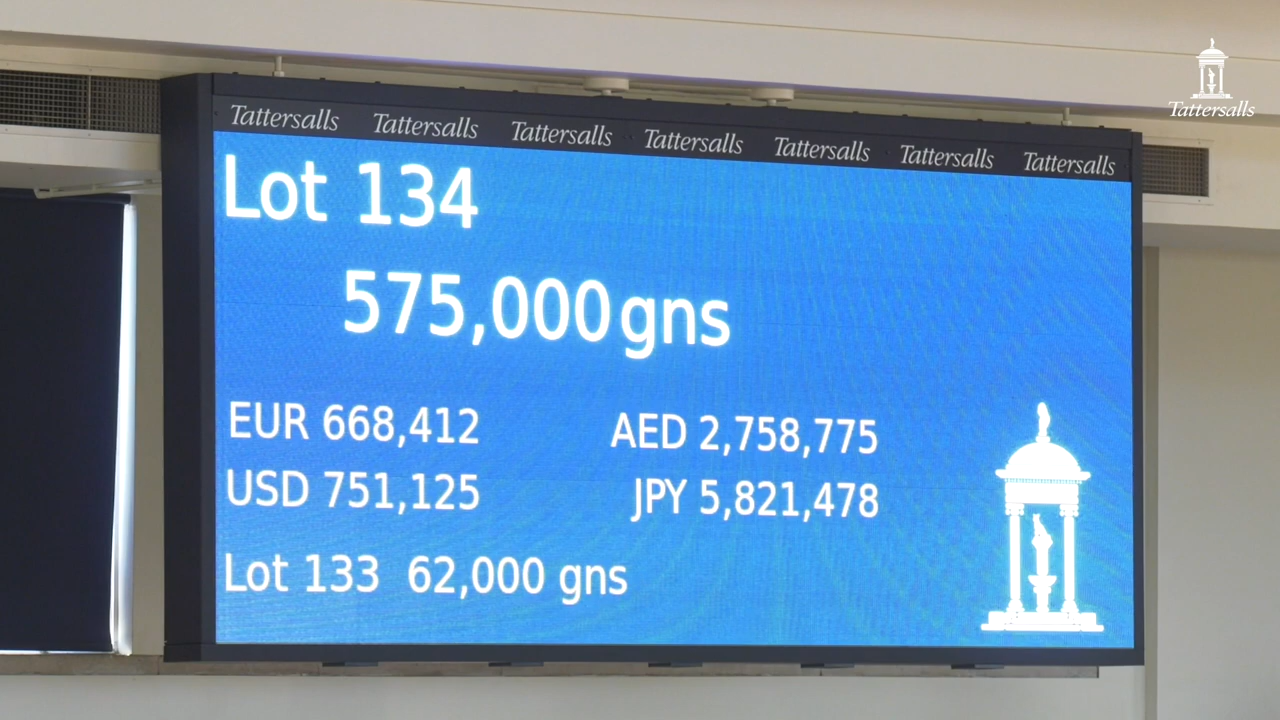 Tattersalls
Tattersalls Tattersalls Tattersalls Tattersalls Tattersalls Tattersalls Tattersalls
Lot 134
575,000 gns
EUR 668,412 AED 2,758,775
USD 751,125 JPY 5,821,478
Lot 133 62,000 gns